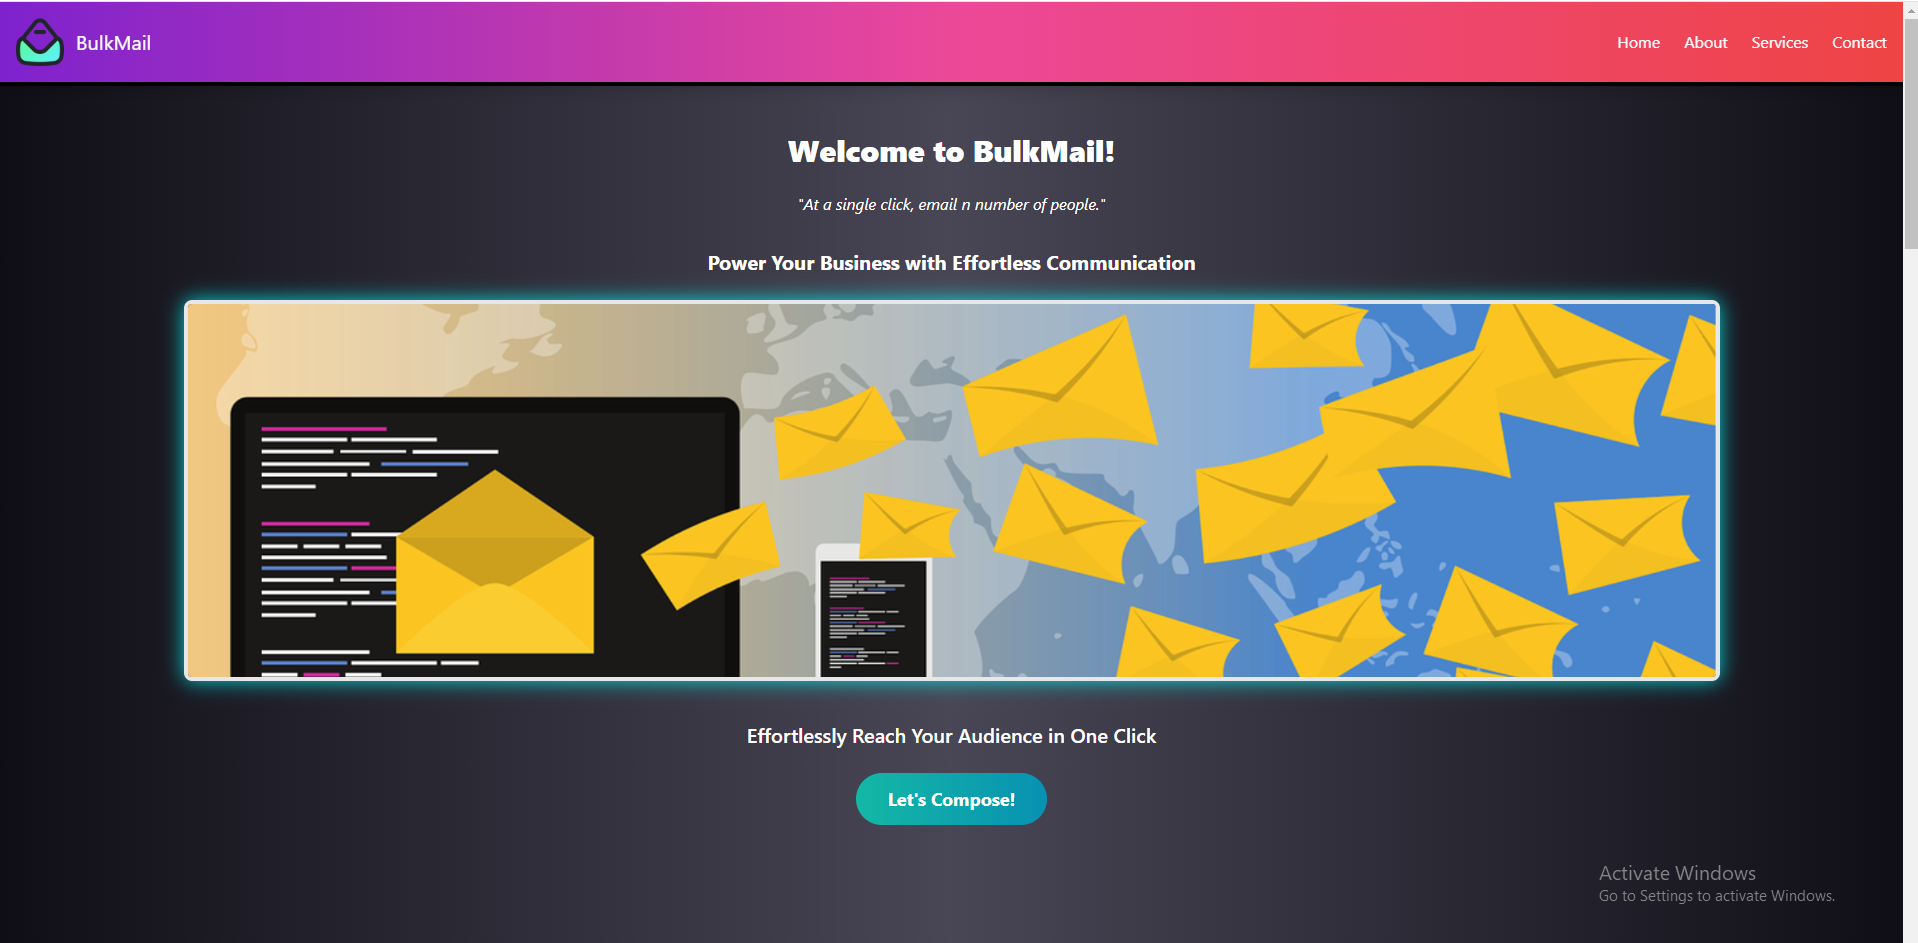 BulkMail
Home About Services Contact
Welcome to BulkMail!
"At a single click, email n number of people."
Power Your Business with Effortless Communication
Effortlessly Reach Your Audience in One Click
Let's Compose!
Activate Windows
Go to Settings to activate Windows.